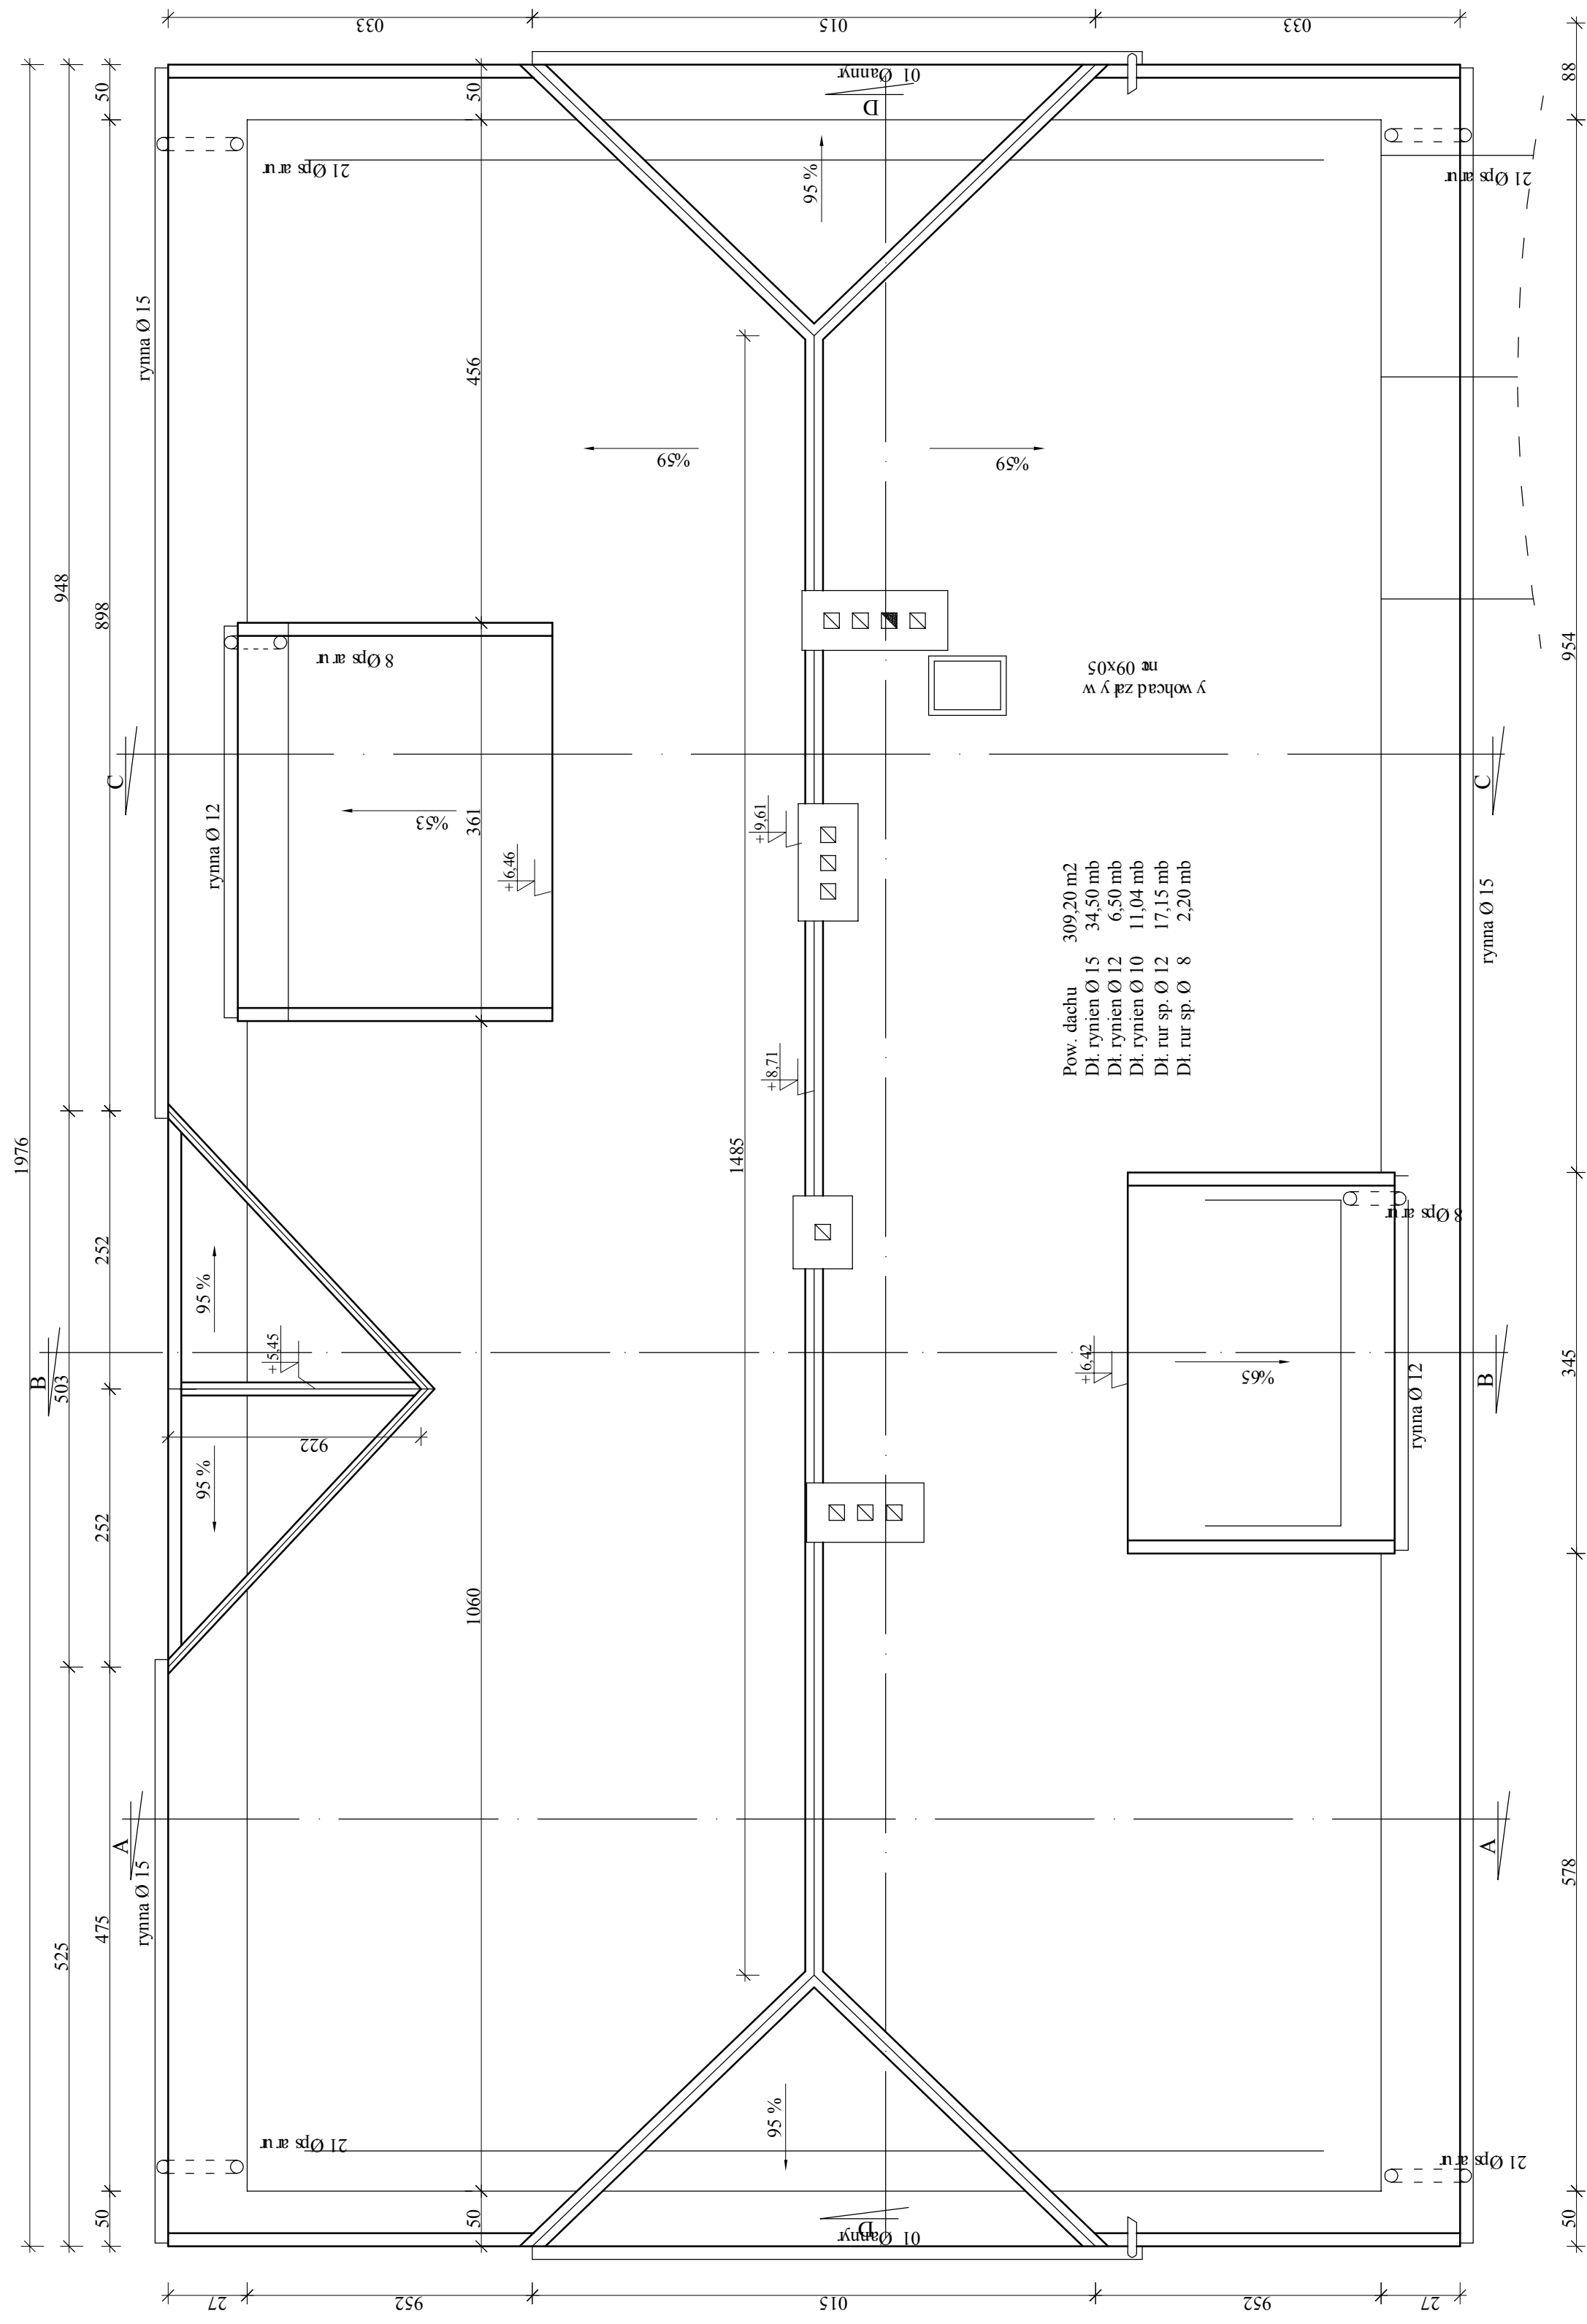 1976
948
503
525
50
898
252
252
475
50
rynna Ø 15
rynna Ø 15
rynna Ø 12
rynna Ø 12
rynna Ø 15
rynna Ø 10
rynna Ø 10
rura sp Ø 12
rura sp Ø 12
rura sp Ø 12
rura sp Ø 12
rura sp Ø 8
rura sp Ø 8
50
456
361
1060
50
1485
330
510
330
72
259
510
259
72
229
95 %
95 %
95 %
95 %
95%
95%
35%
+5,45
+6,46
+9,61
+8,71
+6,42
wyłaz dachowy
50x90 cm
Pow. dachu 309,20 m2
Dł. rynien Ø 15 34,50 mb
Dł. rynien Ø 12 6,50 mb
Dł. rynien Ø 10 11,04 mb
Dł. rur sp. Ø 12 17,15 mb
Dł. rur sp. Ø 8 2,20 mb
A
A
B
B
C
C
D
D
88
954
345
578
50